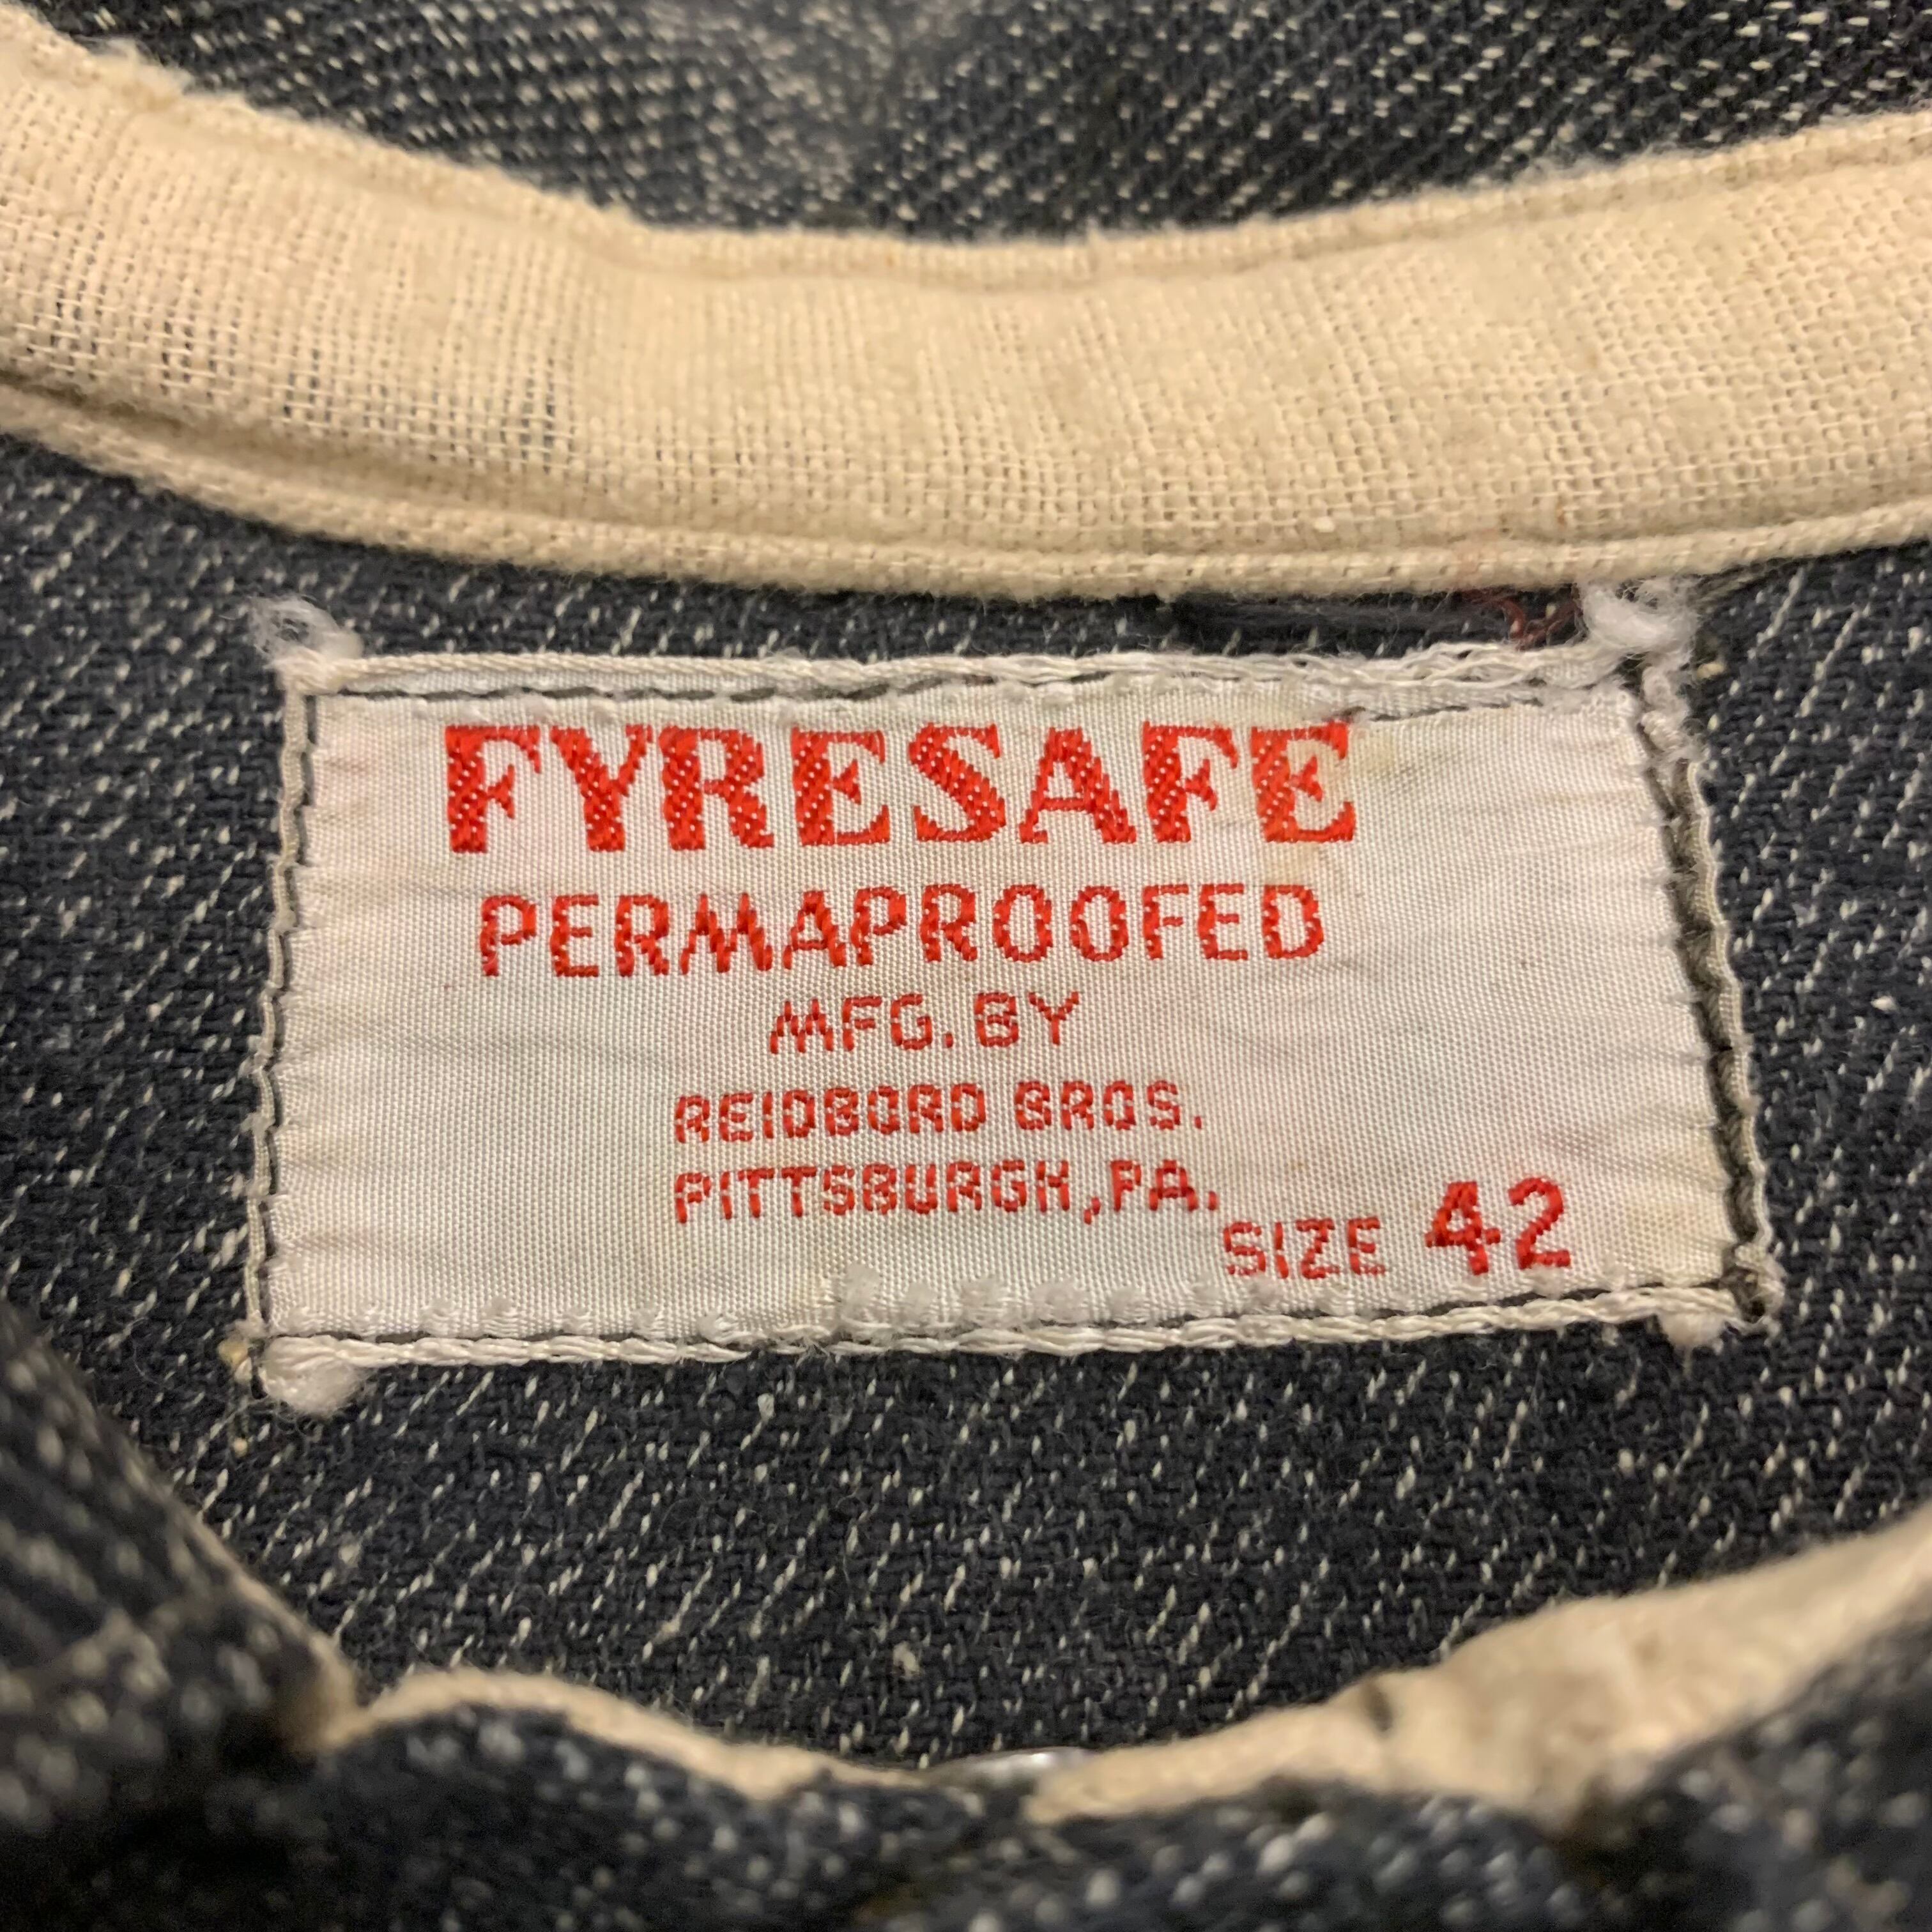 FYRESAFE
PERMAPROOFED
MFG. BY
REIDBORD BROS.
PITTSBURGH, PA.
SIZE 42